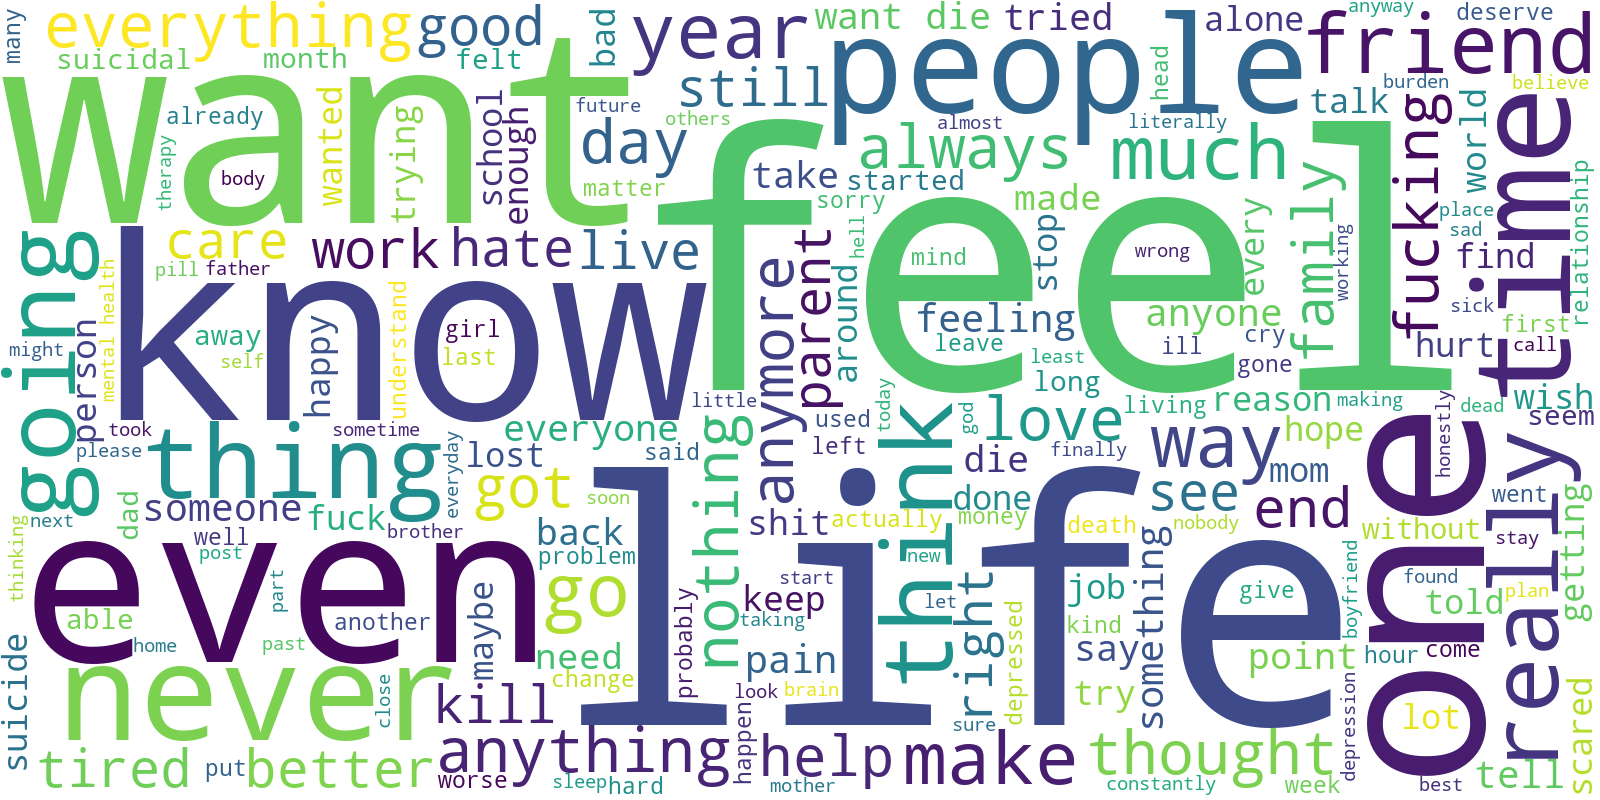 many
everything
good
year
want die
tried
alone
anyway
deserve
friend
suicidal
month
felt
bad
people
want
still
head
burden
believe
already
wanted
trying
school
enough
future
others
day
almost
literally
talk
fucking
world
time
therapy
body
matter
take
always
started
much
sorry
made
feel
family
relationship
place
sad
going
care
work
hate
live
parent
hell
mind
stop
wrong
every
working
find
know
mental health
pill
father
understand
anymore
around
feeling
anyone
sick
first
person
away
girl
happy
leave
ill
cry
hurt
call
might
self
last
least
gone
little
long
living
reason
making
dead
wish
took
sometime
today
god
love
used
please
thing
everyone
everyday
lost
said
nothing
left
think
die
finally
way
hope
one
honestly
seem
someone
got
soon
life
mom
really
next
dad
fuck
shit
actually
done
money
see
end
went
well
brother
back
death
nobody
without
stay
getting
thinking
even
post
problem
new
something
boyfriend
part
go
start
job
give
found
plan
able
another
maybe
probably
keep
let
right
kind
told
home
past
taking
depressed
say
suicide
never
close
need
pain
point
hour
come
change
look
brain
try
lot
scared
kill
sure
depression
tired
put
better
anything
happen
help
make
thought
tell
worse
sleep
hard
mother
constantly
week
best